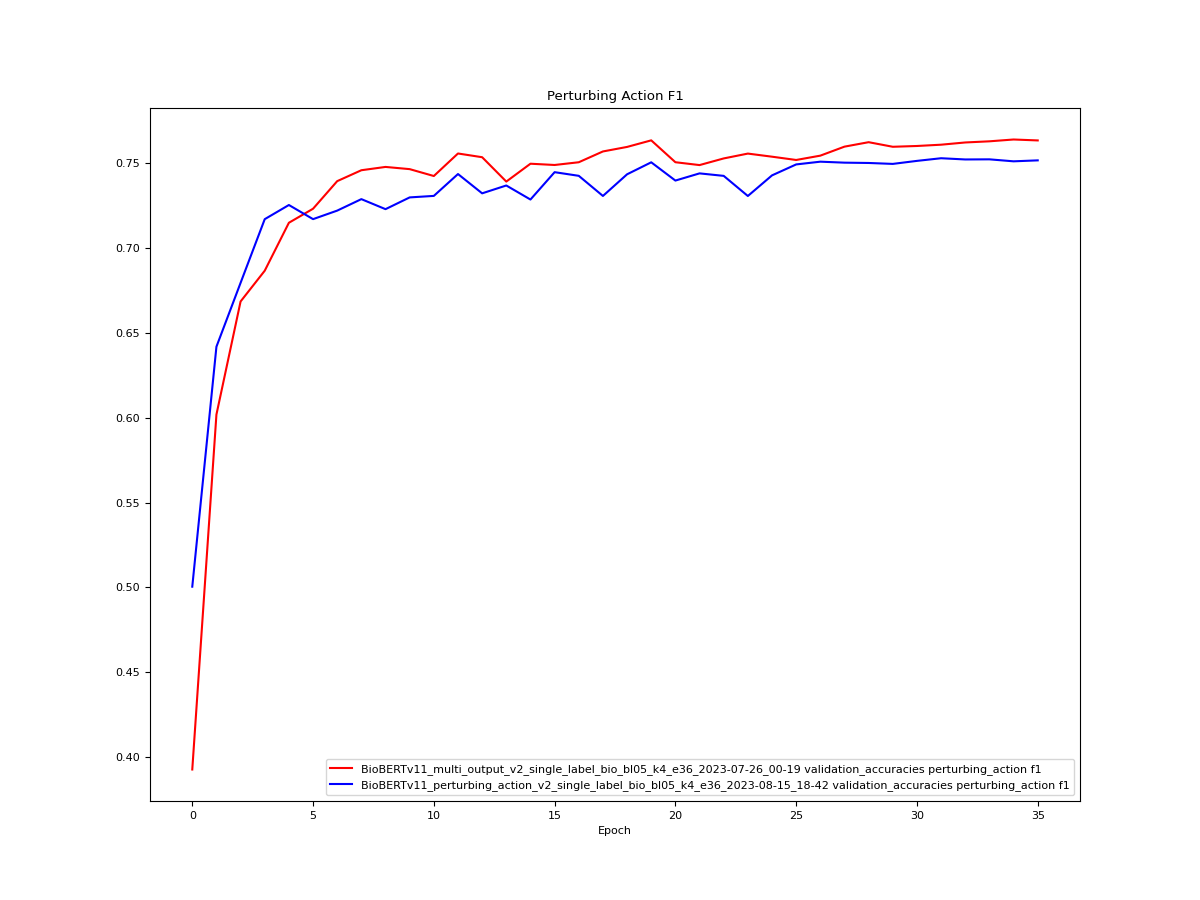 Perturbing Action F1
0.75
0.70
0.65
0.60
0.55
0.50
0.45
0.40
BioBERTv11_multi_output_v2_single_label_bio_bl05_k4_e36_2023-07-26_00-19 validation_accuracies perturbing_action f1
BioBERTv11_perturbing_action_v2_single_label_bio_bl05_k4_e36_2023-08-15_18-42 validation_accuracies perturbing_action f1
0 5 10 15 20 25 30 35
Epoch